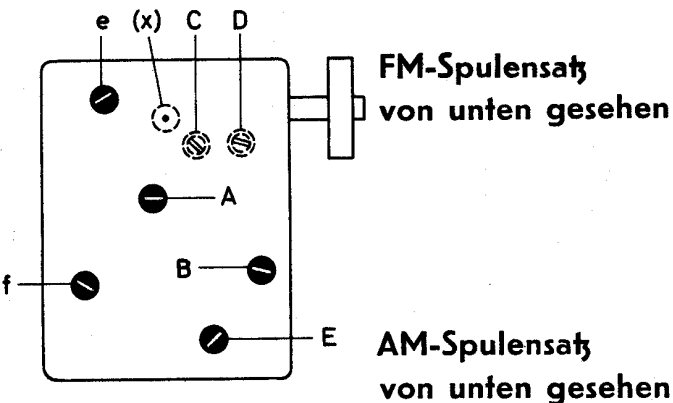 e (x) C D
FM-Spulensatz
von unten gesehen
A
B
f
E
AM-Spulensatz
von unten gesehen